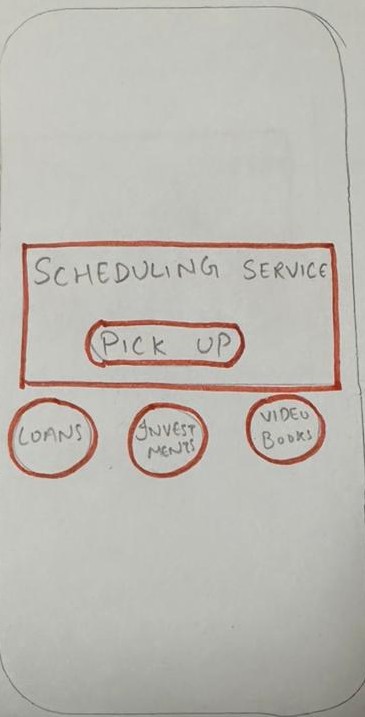 SCHEDULING SERVICE
PICK UP
LOANS
INVEST
MENTS
VIDEO
BOOKS